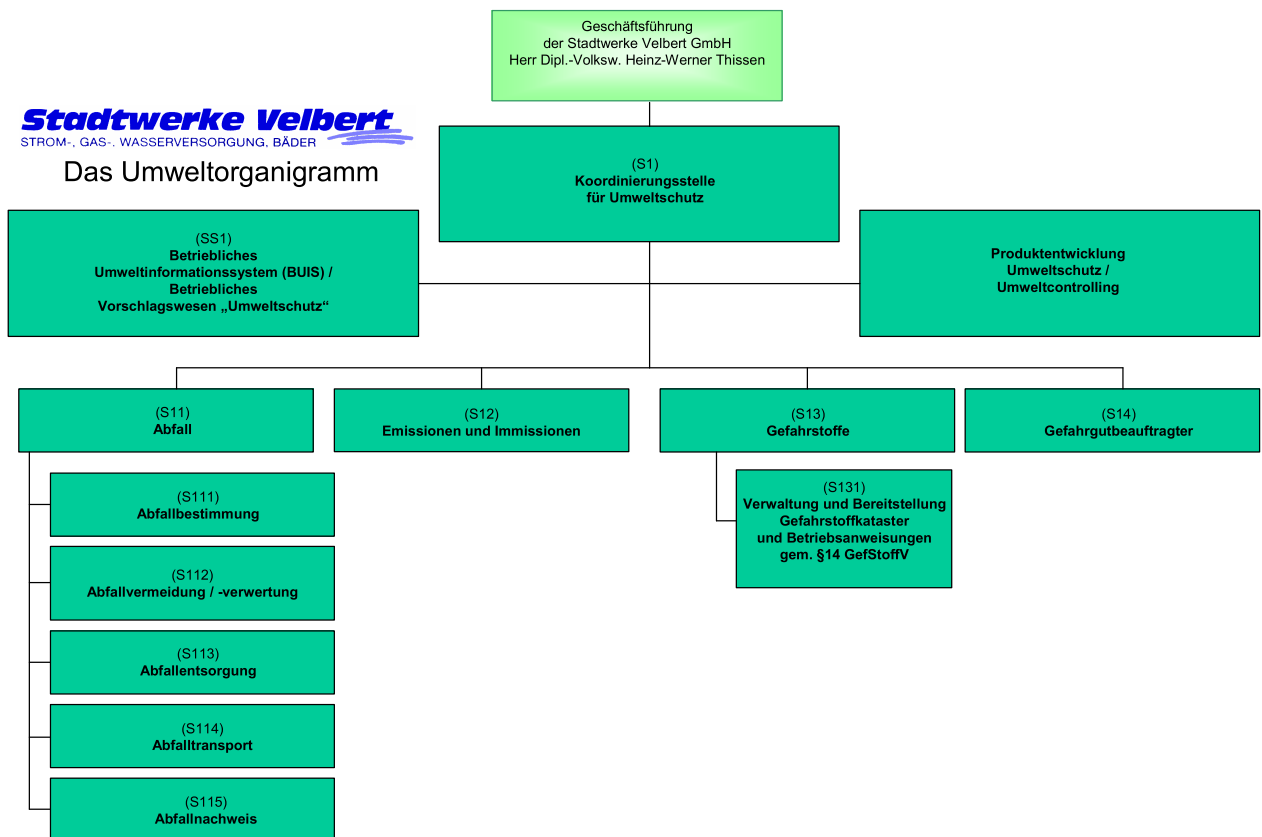 Geschäftsführung
der Stadtwerke Velbert GmbH
Herr Dipl.-Volksw. Heinz-Werner Thissen
Stadtwerke Velbert
STROM-, GAS-, WASSERVERSORGUNG, BÄDER
Das Umweltorganigramm
(S1)
Koordinierungsstelle
für Umweltschutz
(SS1)
Betriebliches
Umweltinformationssystem (BUIS) /
Betriebliches
Vorschlagswesen „Umweltschutz“
Produktentwicklung
Umweltschutz /
Umweltcontrolling
(S11)
Abfall
(S12)
Emissionen und Immissionen
(S13)
Gefahrstoffe
(S14)
Gefahrgutbeauftragter
(S111)
Abfallbestimmung
(S112)
Abfallvermeidung / -verwertung
(S113)
Abfallentsorgung
(S114)
Abfalltransport
(S115)
Abfallnachweis
(S131)
Verwaltung und Bereitstellung
Gefahrstoffkataster
und Betriebsanweisungen
gem. §14 GefStoffV